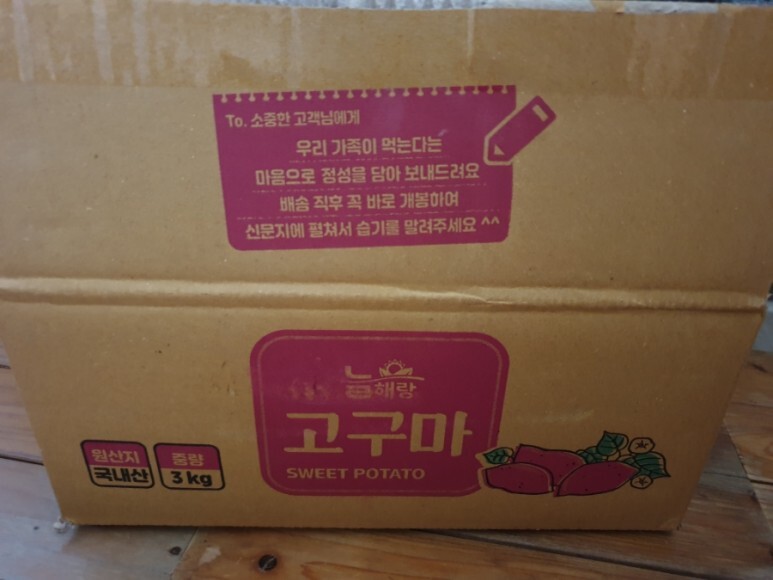 To. 소중한 고객님에게
우리 가족이 먹는다는
마음으로 정성을 담아 보내드려요
배송 직후 꼭 바로 개봉하여
신문지에 펼쳐서 습기를 말려주세요 ^^
해랑
고구마
SWEET POTATO
원산지
국내산
중량
3 kg